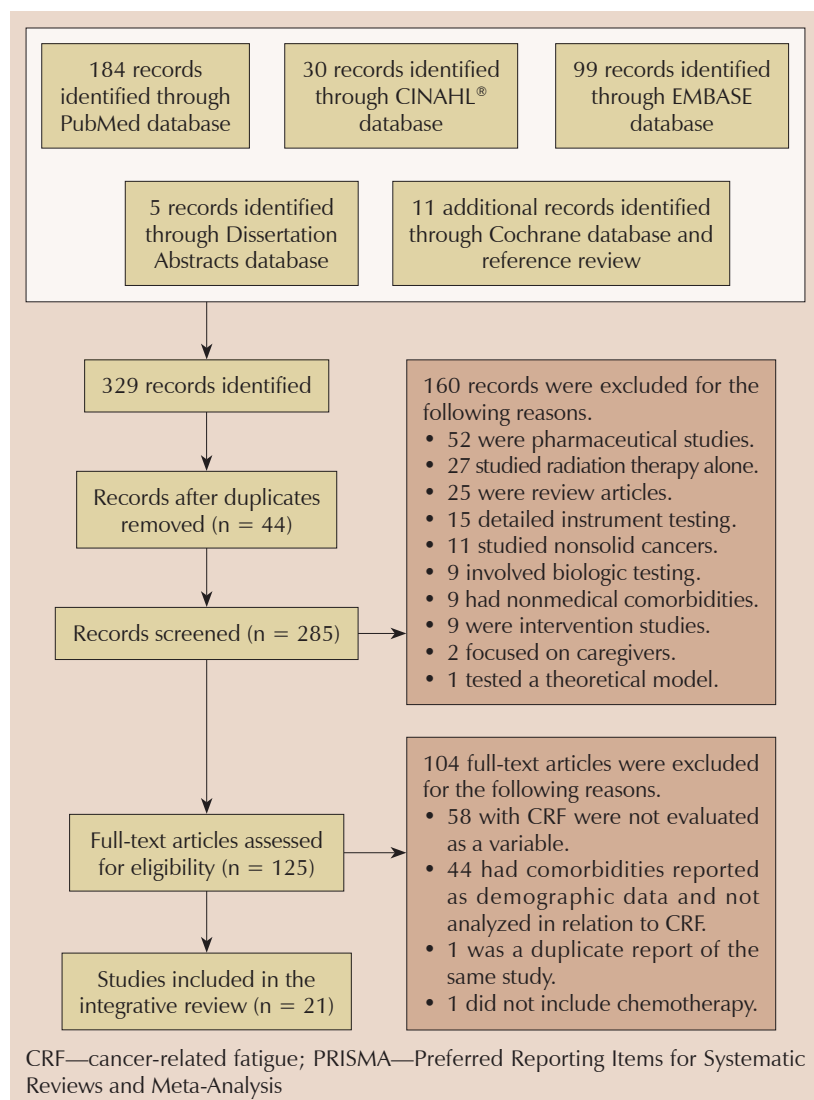 184 records
identified through
PubMed database
30 records identified
through CINAHL®
database
99 records identified
through EMBASE
database
5 records identified
through Dissertation
Abstracts database
11 additional records identified
through Cochrane database and
reference review
329 records identified
Records after duplicates
removed (n = 44)
Records screened (n = 285)
160 records were excluded for the
following reasons.
• 52 were pharmaceutical studies.
• 27 studied radiation therapy alone.
• 25 were review articles.
• 15 detailed instrument testing.
• 11 studied nonsolid cancers.
• 9 involved biologic testing.
• 9 had nonmedical comorbidities.
• 9 were intervention studies.
• 2 focused on caregivers.
• 1 tested a theoretical model.
Full-text articles assessed
for eligibility (n = 125)
104 full-text articles were excluded
for the following reasons.
• 58 with CRF were not evaluated
as a variable.
• 44 had comorbidities reported
as demographic data and not
analyzed in relation to CRF.
• 1 was a duplicate report of the
same study.
• 1 did not include chemotherapy.
Studies included in the
integrative review (n = 21)
CRF—cancer-related fatigue; PRISMA—Preferred Reporting Items for Systematic
Reviews and Meta-Analysis